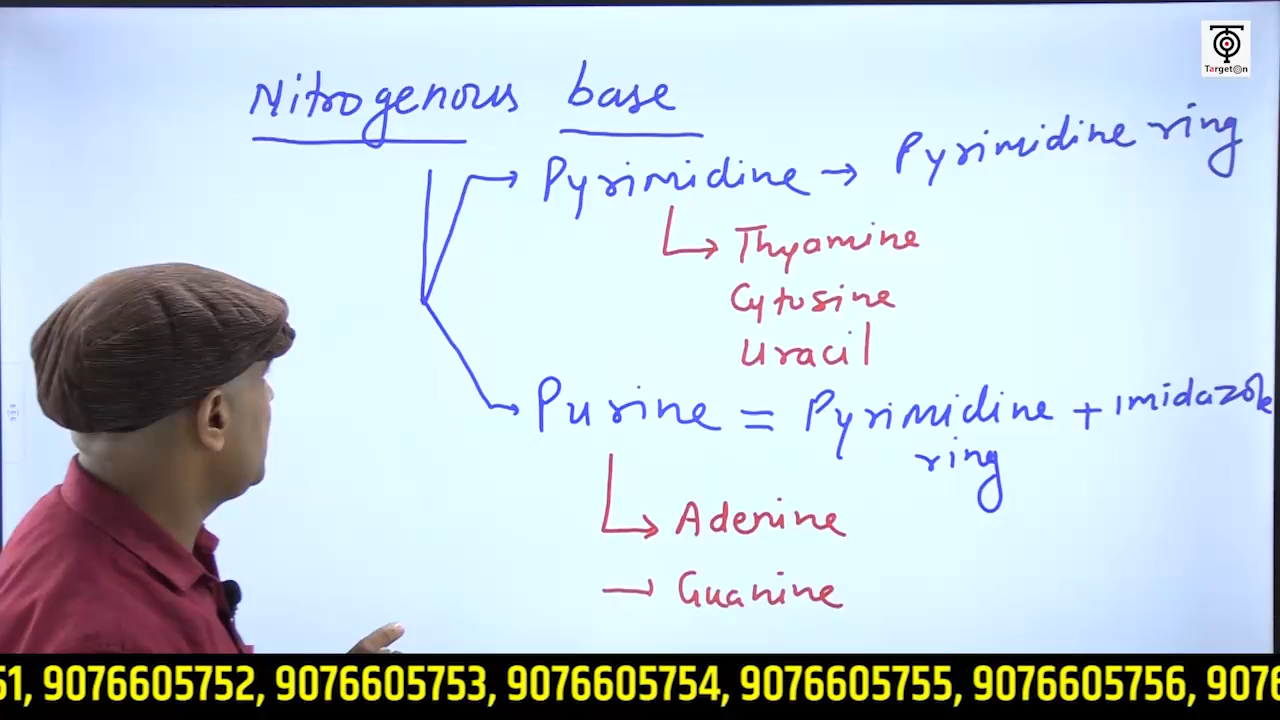 Target@n
Nitrogenous base
Pyrimidine → Pyrimidine ring
Thyamine
Cytosine
Uracil
Purine = Pyrimidine + imidazole
ring
Adenine
Guanine
51, 9076605752, 9076605753, 9076605754, 9076605755, 9076605756, 9076